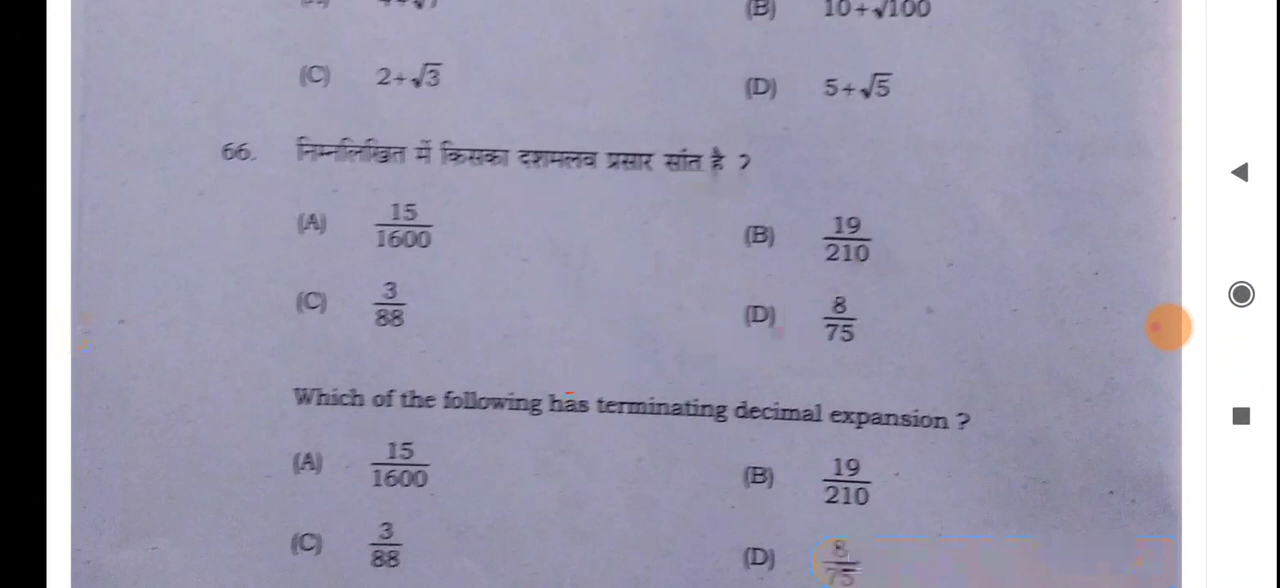 (B) 10+√100
(C) 2+√3 (D) 5+√5
66. निम्नलिखित में किसका दशमलव प्रसार सांत है ?
(A) 15/1600 (B) 19/210
(C) 3/88 (D) 8/75
Which of the following has terminating decimal expansion ?
(A) 15/1600 (B) 19/210
(C) 3/88 (D) 8/75